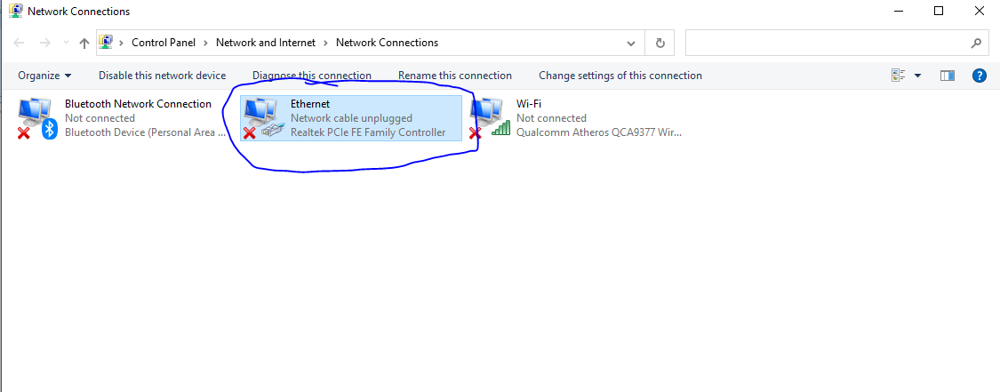 Network Connections
Control Panel > Network and Internet > Network Connections
Organize Disable this network device Diagnose this connection Rename this connection Change settings of this connection
Bluetooth Network Connection
Not connected
Bluetooth Device (Personal Area ...
Ethernet
Network cable unplugged
Realtek PCIe FE Family Controller
Wi-Fi
Not connected
Qualcomm Atheros QCA9377 Wir...